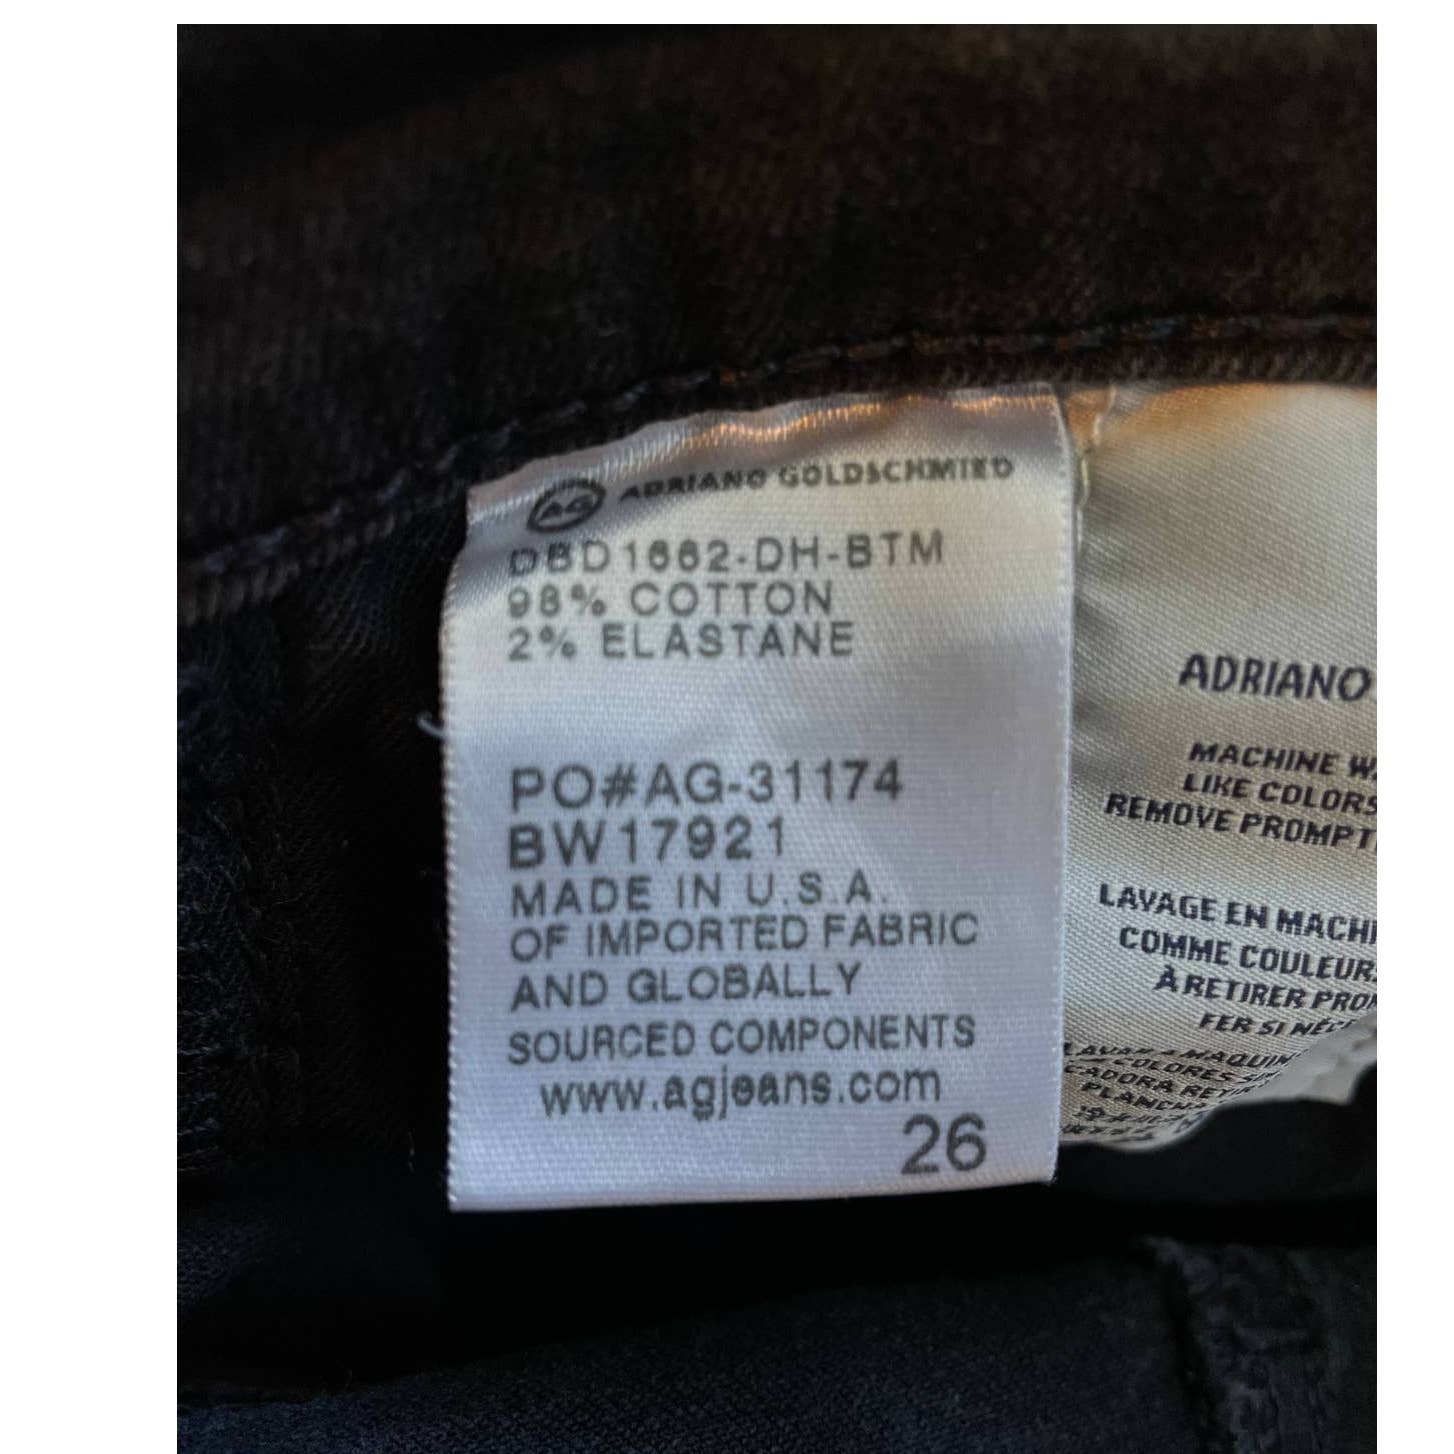 AG ADRIANO GOLDSCHMIED
DBD1662-DH-BTM
98% COTTON
2% ELASTANE
PO#AG-31174
BW17921
MADE IN U.S.A.
OF IMPORTED FABRIC
AND GLOBALLY
SOURCED COMPONENTS
www.agjeans.com
26
ADRIANO
MACHINE
LIKE COLORS
REMOVE PROMPT
LAVAGE EN MACHI
COMME COULEUR
À RETIRER PRO
FER SI NÉC
COLORES